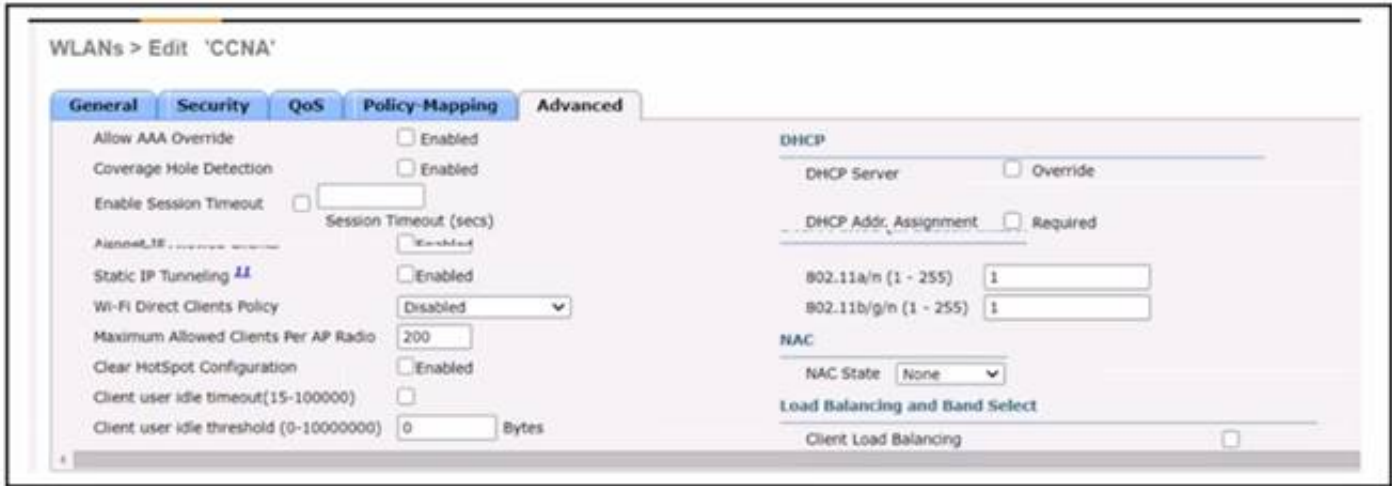 WLANs > Edit 'CCNA'
General Security QoS Policy-Mapping Advanced
Allow AAA Override Enabled
Coverage Hole Detection Enabled
Enable Session Timeout
Session Timeout (secs)
Enabled
Static IP Tunneling 11 Enabled
Wi-Fi Direct Clients Policy Disabled
Maximum Allowed Clients Per AP Radio 200
Clear HotSpot Configuration Enabled
Client user idle timeout(15-100000)
Client user idle threshold (0-10000000) 0 Bytes
DHCP
DHCP Server Override
DHCP Addr. Assignment Required
802.11a/n (1 - 255) 1
802.11b/g/n (1 - 255) 1
NAC
NAC State None
Load Balancing and Band Select
Client Load Balancing